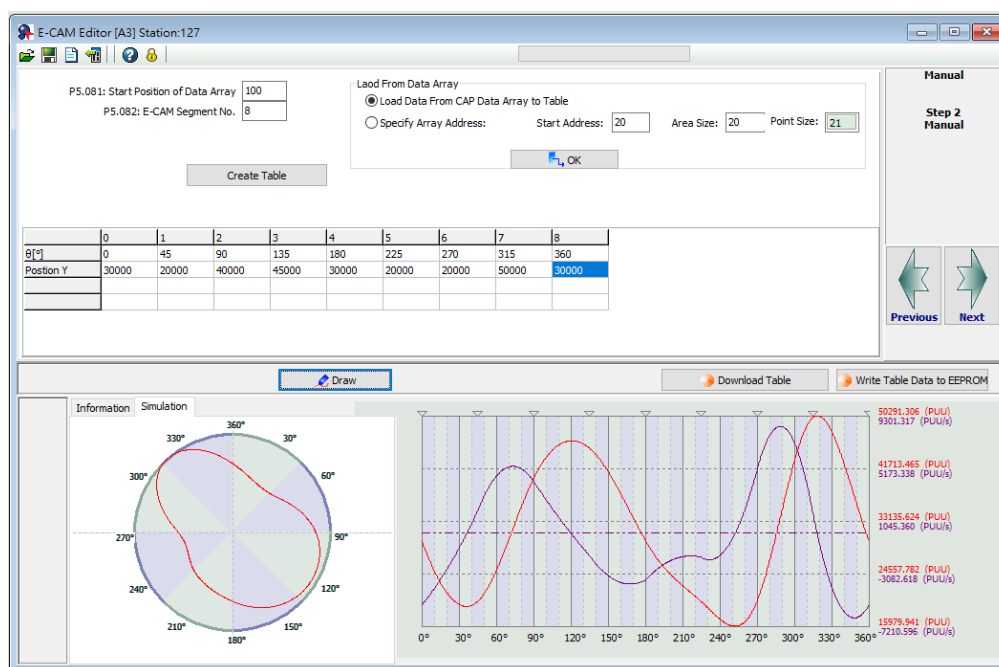 E-CAM Editor [A3] Station:127
P5.081: Start Position of Data Array 100
P5.082: E-CAM Segment No. 8
Create Table
Laod From Data Array
Load Data From CAP Data Array to Table
Specify Array Address: Start Address: 20 Area Size: 20 Point Size: 21
OK
Manual
Step 2
Manual
Previous Next
0 1 2 3 4 5 6 7 8
θ[°] 0 45 90 135 180 225 270 315 360
Postion Y 30000 20000 40000 45000 30000 20000 20000 50000 30000
Draw
Download Table
Write Table Data to EEPROM
Information Simulation
360°
330° 30°
300° 60°
270° 90°
240° 120°
210° 150°
180°
50291.306 (PUU)
9301.317 (PUU/s)
41713.465 (PUU)
5173.338 (PUU/s)
33135.624 (PUU)
1045.360 (PUU/s)
24557.782 (PUU)
-3082.618 (PUU/s)
15979.941 (PUU)
-7210.596 (PUU/s)
0° 30° 60° 90° 120° 150° 180° 210° 240° 270° 300° 330° 360°